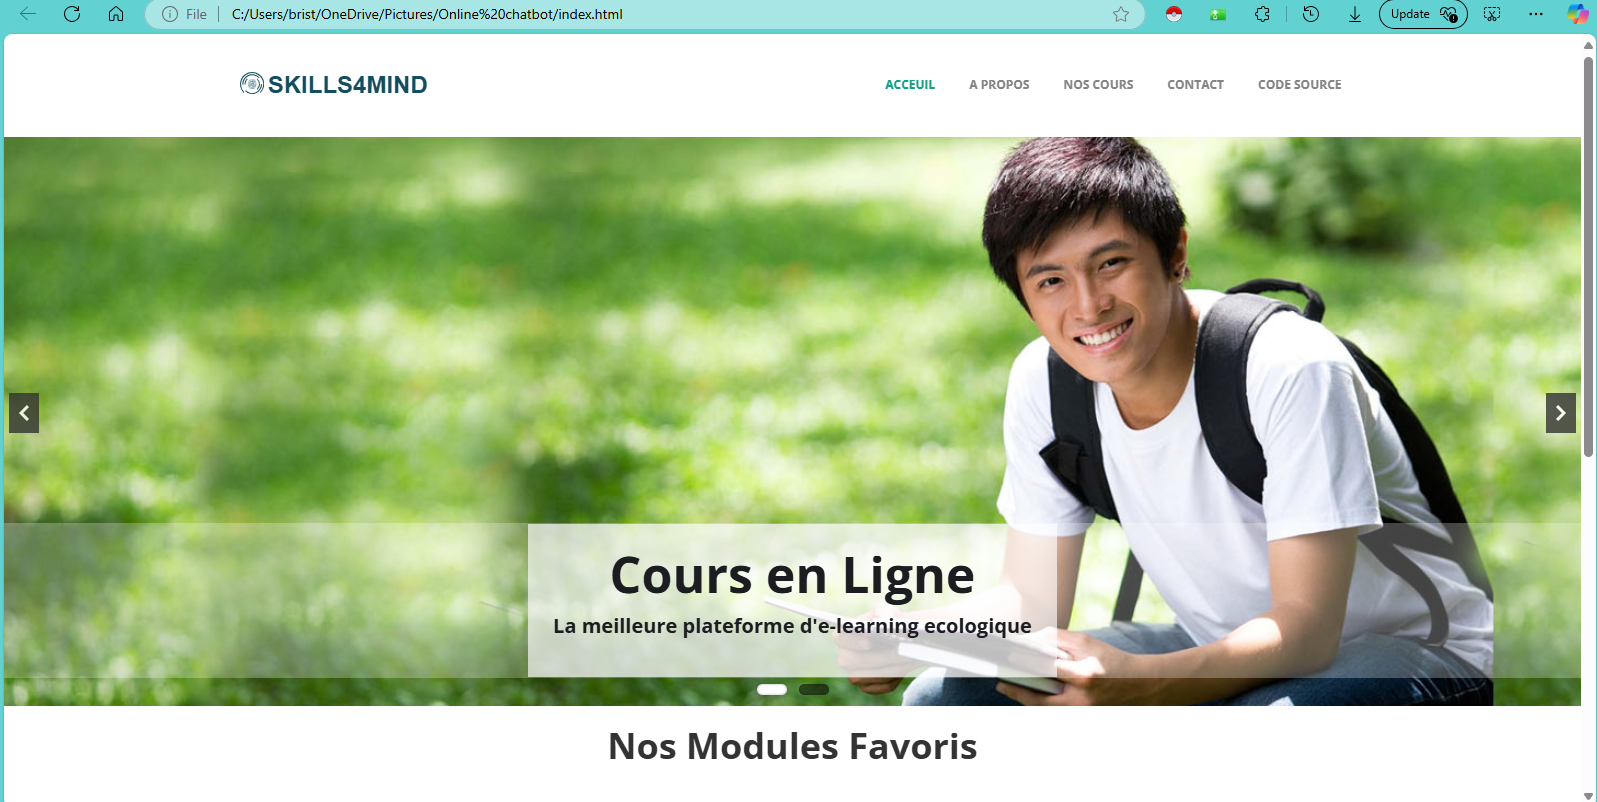 File C:/Users/brist/OneDrive/Pictures/Online%20chatbot/index.html Update
SKILLS4MIND ACCEUIL A PROPOS NOS COURS CONTACT CODE SOURCE
Cours en Ligne
La meilleure plateforme d'e-learning ecologique
Nos Modules Favoris